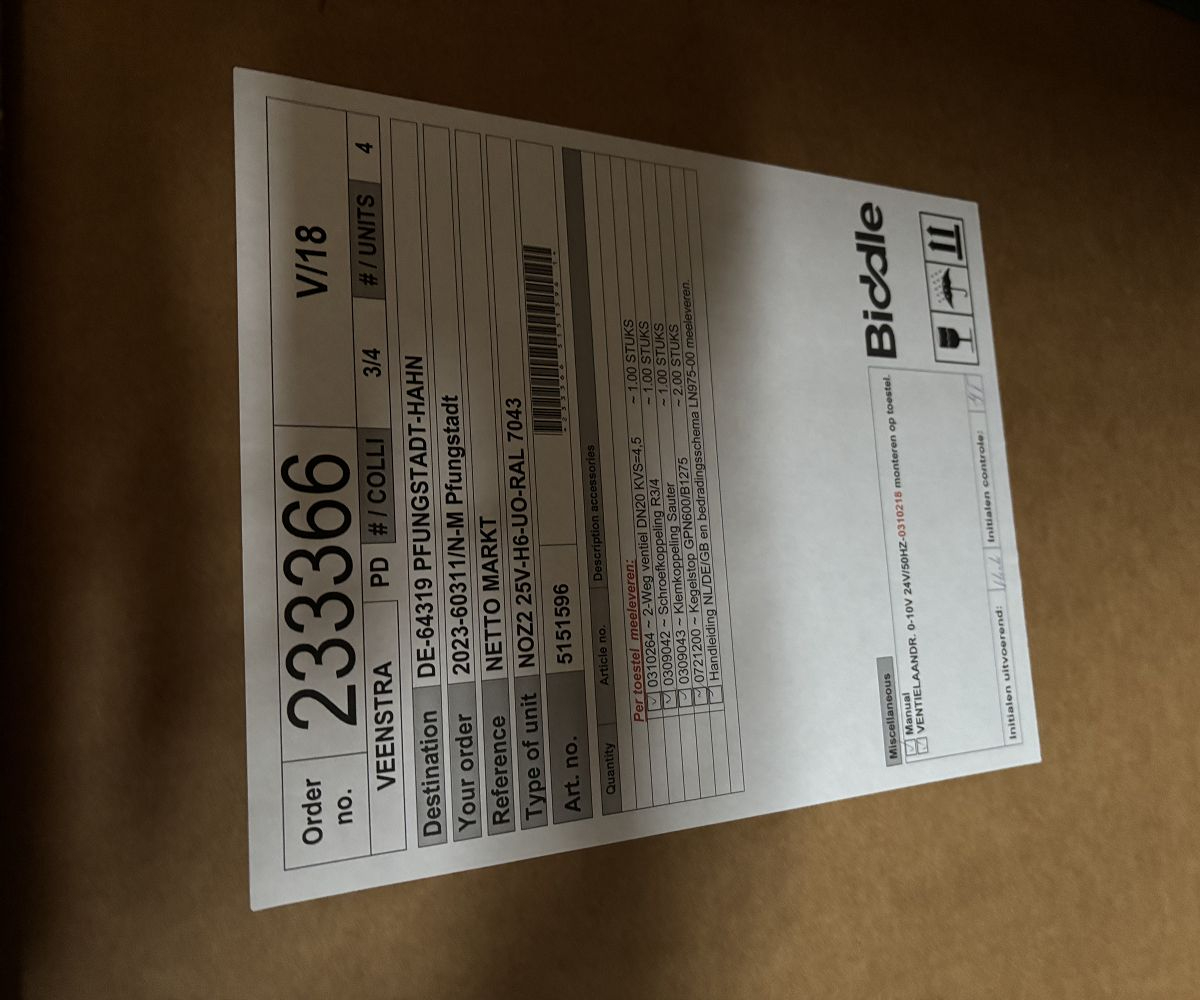 Order no. 233366 V/18
VEENSTRA PD # / COLLI 3/4 # / UNITS 4
Destination DE-64319 PFUNGSTADT-HAHN
Your order 2023-60311/N-M Pfungstadt
Reference NETTO MARKT
Type of unit NOZ2 25V-H6-UO-RAL 7043
Art. no. 5151596
Quantity Article no. Description accessories
Per toestel meeleveren:
0310264 ~ 2-Weg ventiel DN20 KVS=4,5 ~ 1.00 STUKS
0309042 ~ Schroefkoppeling R3/4 ~ 1.00 STUKS
0309043 ~ Klemkoppeling Sauter ~ 1.00 STUKS
0721200 ~ Kegelstop GPN600/B1275 ~ 2.00 STUKS
Handleiding NL/DE/GB en bedradingsschema LN975-00 meeleveren.
Miscellaneous
Manual
VENTIELAANDR. 0-10V 24V/50HZ-0310218 monteren op toestel.
Initialen uitvoerend: Initialen controle:
Biddle